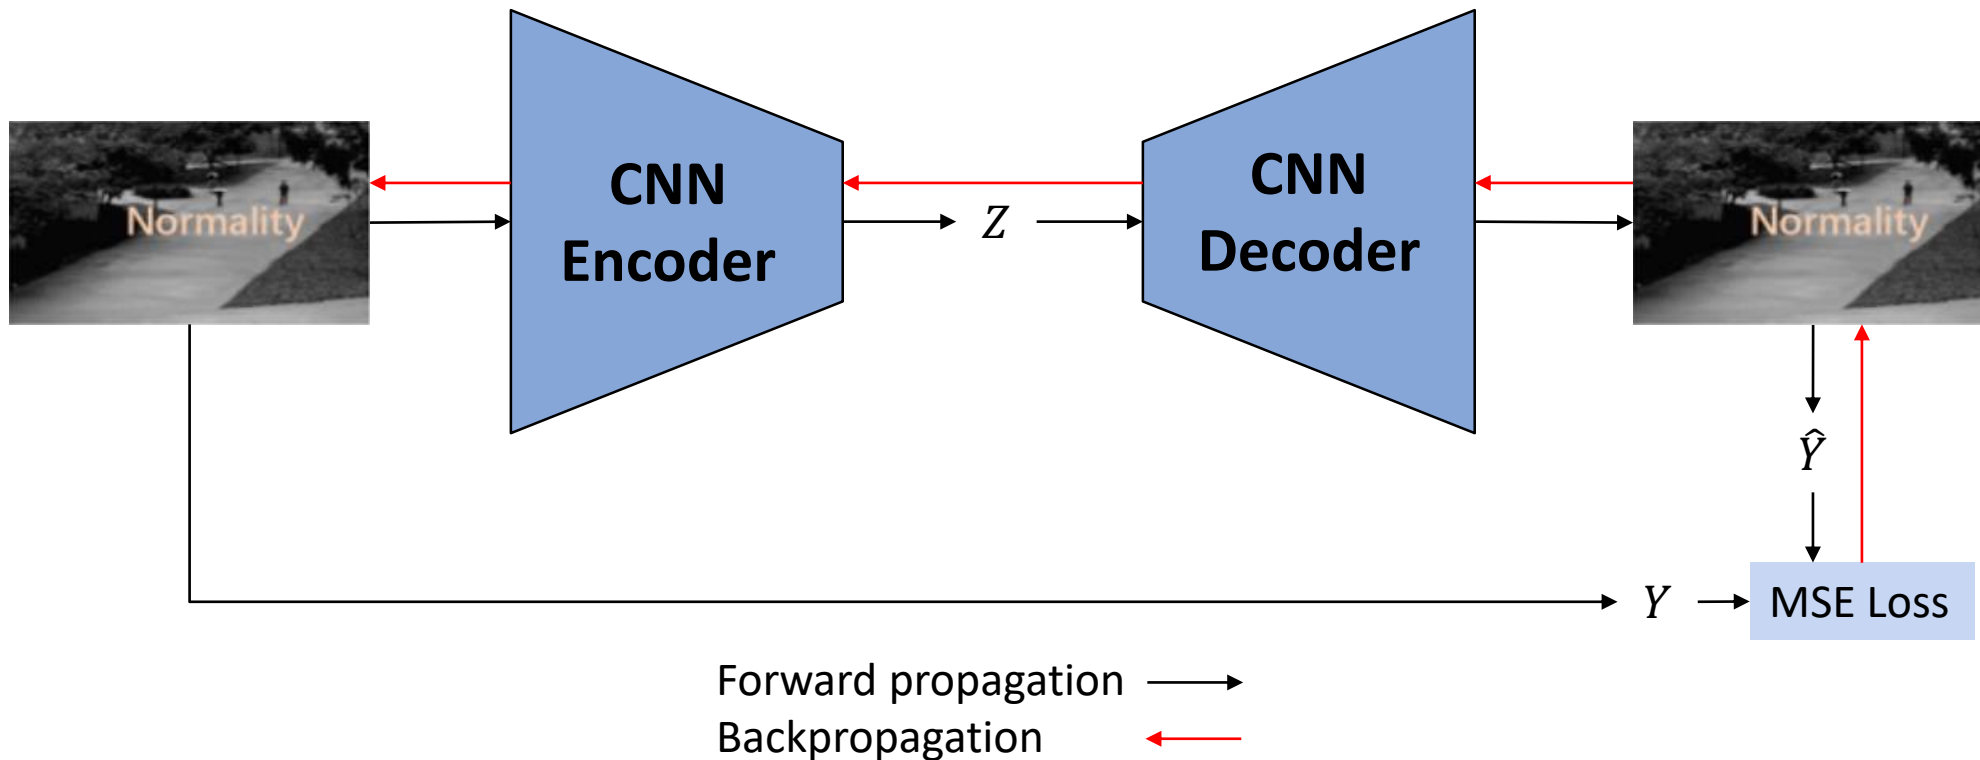 Normality
CNN
Encoder
Z
CNN
Decoder
Normality
Ŷ
Y
MSE Loss
Forward propagation
Backpropagation